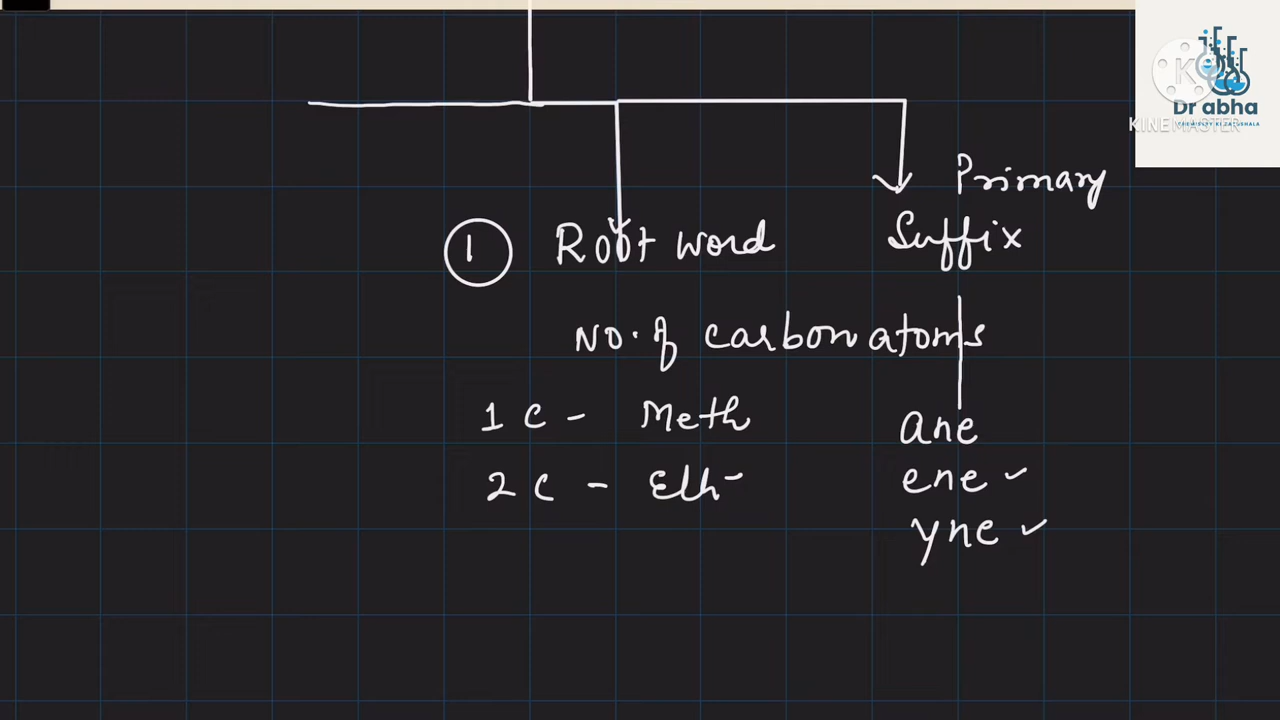 Dr abha
KINEMASTER
Primary
① Root word
Suffix
No. of carbon atoms
1 C - Meth
ane
2 C - Eth-
ene ✓
yne ✓